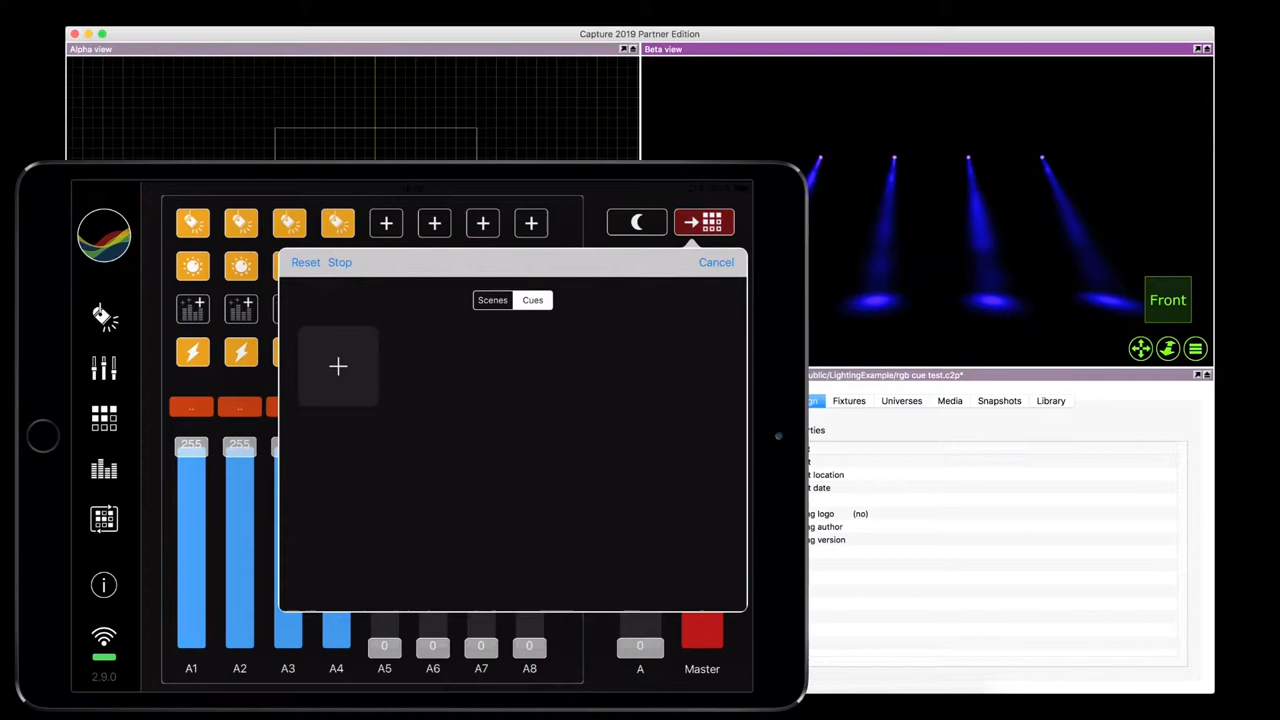 Capture 2019 Partner Edition
Alpha view
Beta view
Front
Reset Stop
Cancel
Scenes Cues
ublic/LightingExample/rgb cue test.c2p*
Fixtures Universes Media Snapshots Library
rties
t location
t date
g logo (no)
g author
g version
.. ..
255 255
0 0 0 0 0
A1 A2 A3 A4 A5 A6 A7 A8 A Master
2.9.0